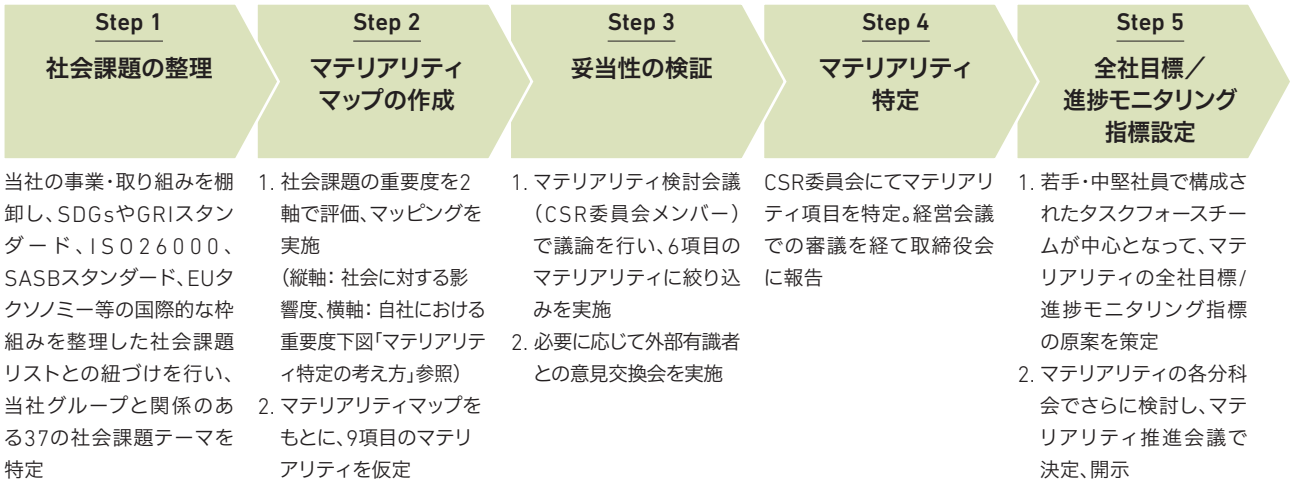 Step 1
社会課題の整理
当社の事業・取り組みを棚
卸し、SDGsやGRIスタン
ダード、ISO26000、
SASBスタンダード、EUタ
クソノミー等の国際的な枠
組みを整理した社会課題
リストとの紐づけを行い、
当社グループと関係のあ
る37の社会課題テーマを
特定
Step 2
マテリアリティ
マップの作成
1. 社会課題の重要度を2
軸で評価、マッピングを
実施
（縦軸：社会に対する影
響度、横軸：自社における
重要度下図「マテリアリテ
ィ特定の考え方」参照）
2. マテリアリティマップを
もとに、9項目のマテリ
アリティを仮定
Step 3
妥当性の検証
1. マテリアリティ検討会議
（CSR委員会メンバー）
で議論を行い、6項目の
マテリアリティに絞り込
みを実施
2. 必要に応じて外部有識者
との意見交換会を実施
Step 4
マテリアリティ
特定
CSR委員会にてマテリアリ
ティ項目を特定。経営会議
での審議を経て取締役会
に報告
Step 5
全社目標／
進捗モニタリング
指標設定
1. 若手・中堅社員で構成さ
れたタスクフォースチー
ムが中心となって、マテ
リアリティの全社目標/
進捗モニタリング指標
の原案を策定
2. マテリアリティの各分科
会でさらに検討し、マテ
リアリティ推進会議で
決定、開示